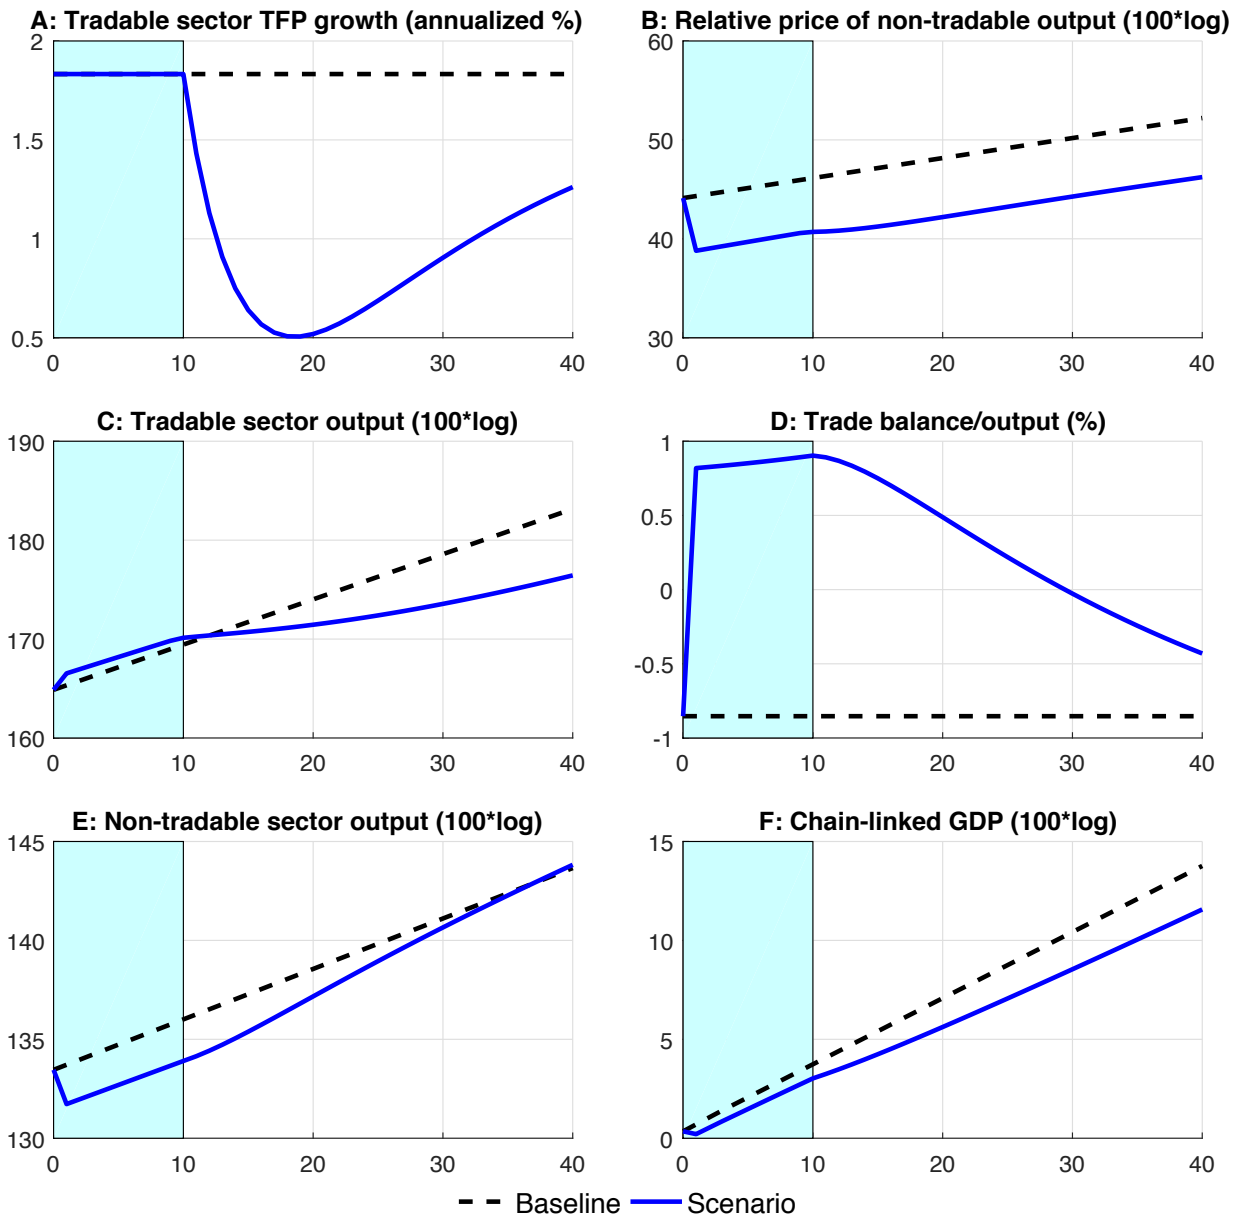 A: Tradable sector TFP growth (annualized %)
2
1.5
1
0.5
0 10 20 30 40
B: Relative price of non-tradable output (100*log)
60
50
40
30
0 10 20 30 40
C: Tradable sector output (100*log)
190
180
170
160
0 10 20 30 40
D: Trade balance/output (%)
1
0.5
0
-0.5
-1
0 10 20 30 40
E: Non-tradable sector output (100*log)
145
140
135
130
0 10 20 30 40
F: Chain-linked GDP (100*log)
15
10
5
0
0 10 20 30 40
Baseline Scenario